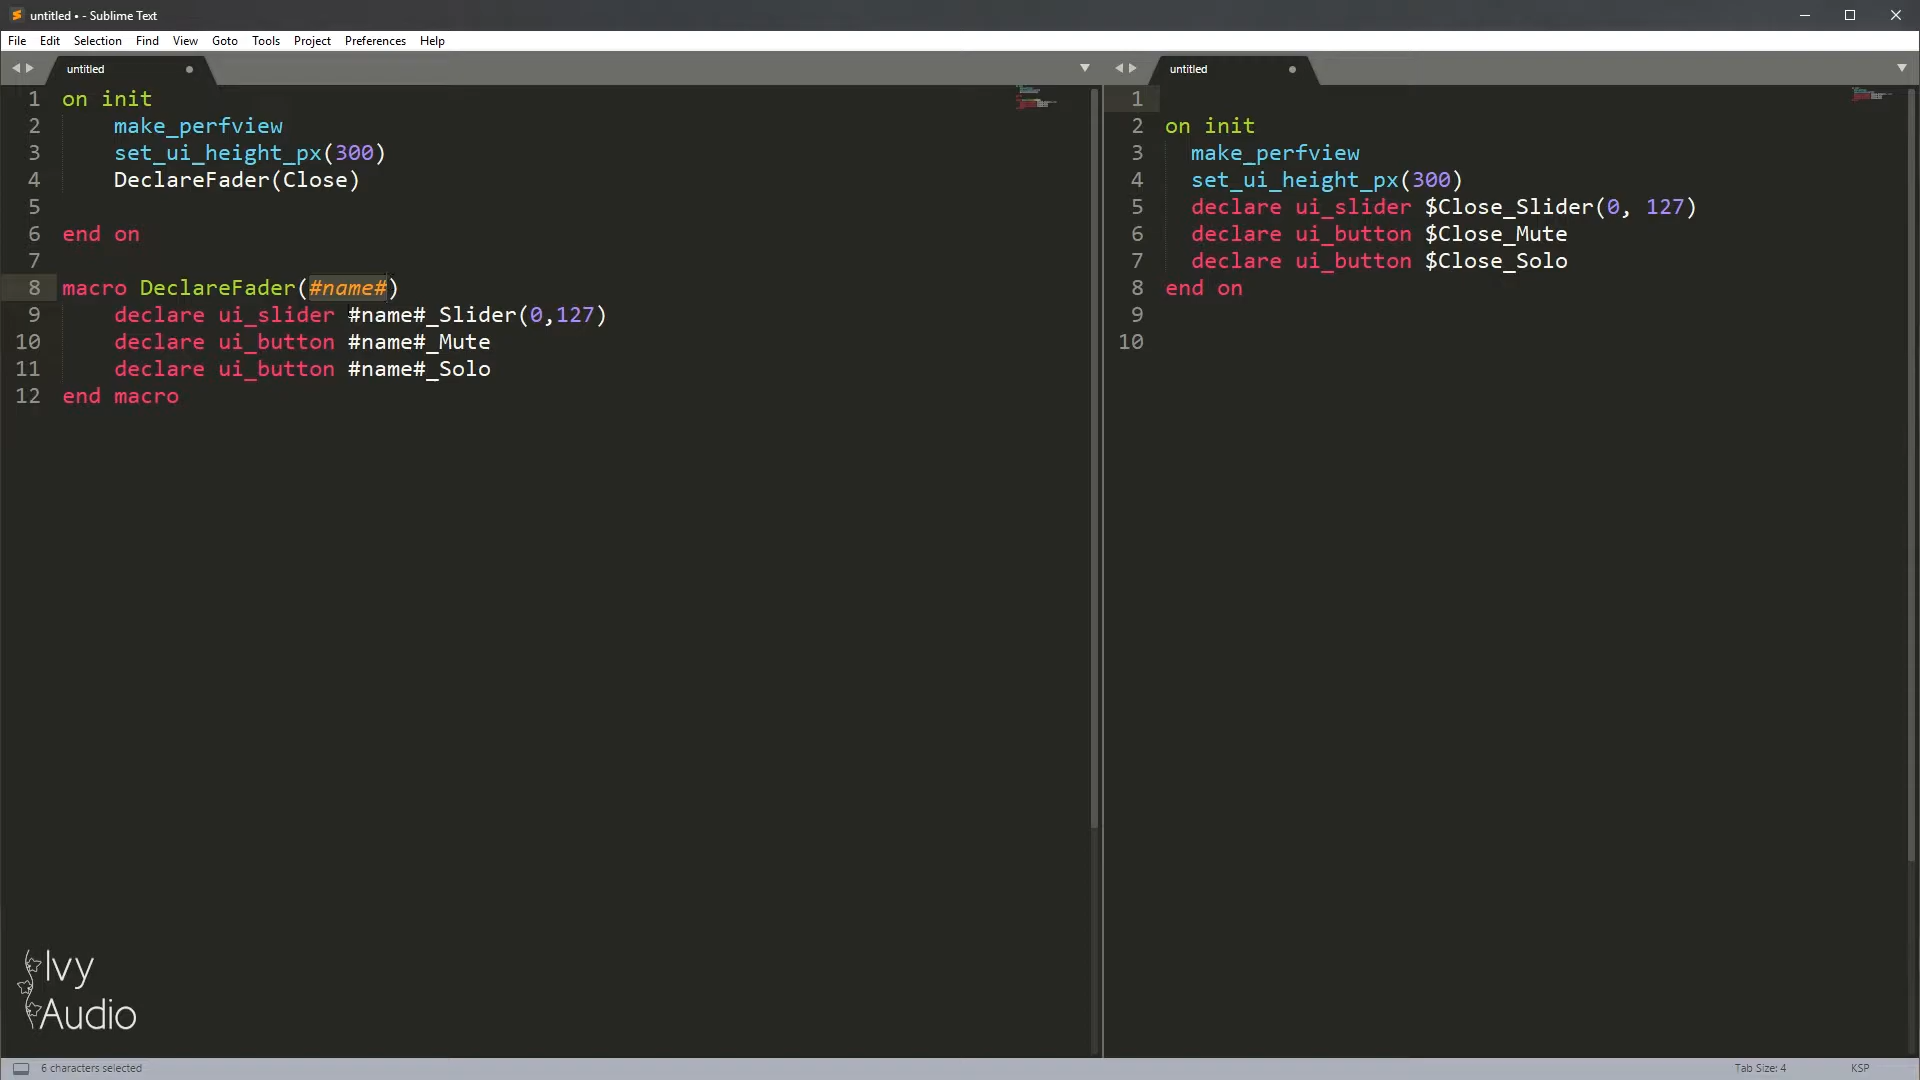 untitled • - Sublime Text
File Edit Selection Find View Goto Tools Project Preferences Help
untitled
1 on init
2 make_perfview
3 set_ui_height_px(300)
4 DeclareFader(Close)
5
6 end on
7
8 macro DeclareFader(#name#)
9 declare ui_slider #name#_Slider(0,127)
10 declare ui_button #name#_Mute
11 declare ui_button #name#_Solo
12 end macro
untitled
1
2 on init
3 make_perfview
4 set_ui_height_px(300)
5 declare ui_slider $Close_Slider(0, 127)
6 declare ui_button $Close_Mute
7 declare ui_button $Close_Solo
8 end on
9
10
Ivy
Audio
6 characters selected
Tab Size: 4
KSP